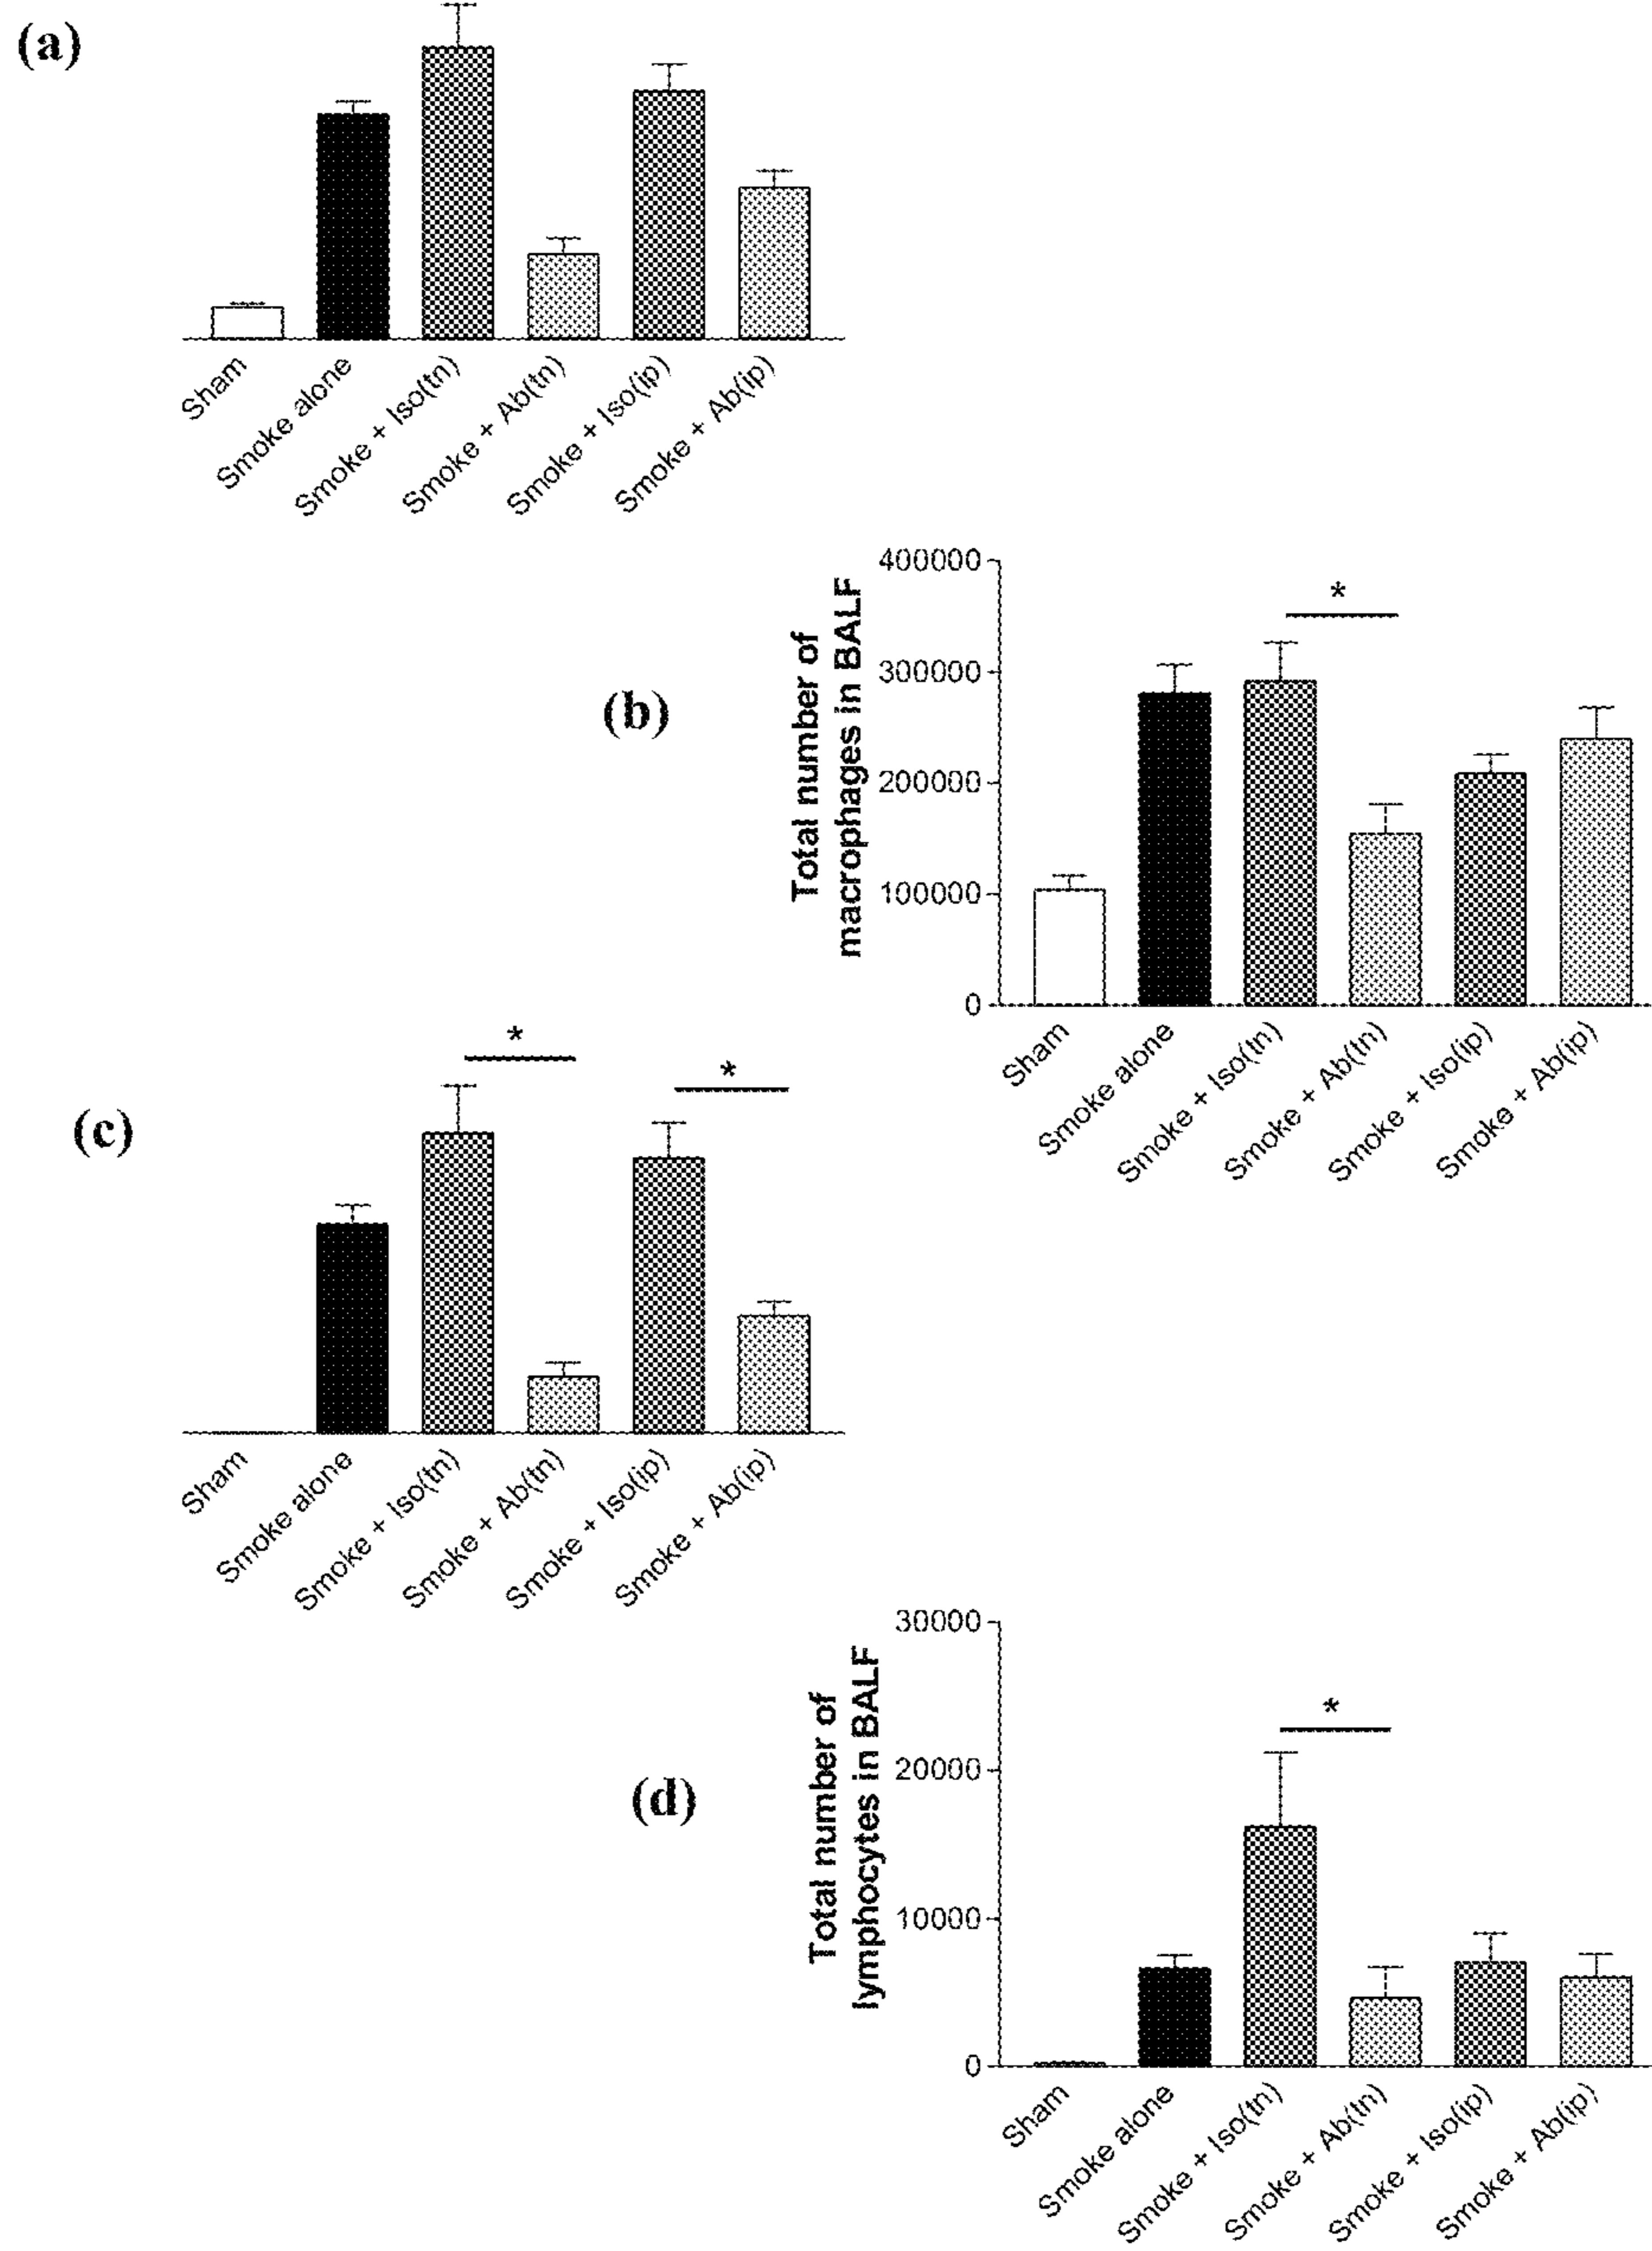 (a)
Sham
Smoke alone
Smoke + Iso(tn)
Smoke + Ab(tn)
Smoke + Iso(ip)
Smoke + Ab(ip)
(b)
Total number of
macrophages in BALF
400000
300000
200000
100000
0
*
Sham
Smoke alone
Smoke + Iso(tn)
Smoke + Ab(tn)
Smoke + Iso(ip)
Smoke + Ab(ip)
(c)
*
*
Sham
Smoke alone
Smoke + Iso(tn)
Smoke + Ab(tn)
Smoke + Iso(ip)
Smoke + Ab(ip)
(d)
Total number of
lymphocytes in BALF
30000
20000
10000
0
*
Sham
Smoke alone
Smoke + Iso(tn)
Smoke + Ab(tn)
Smoke + Iso(ip)
Smoke + Ab(ip)